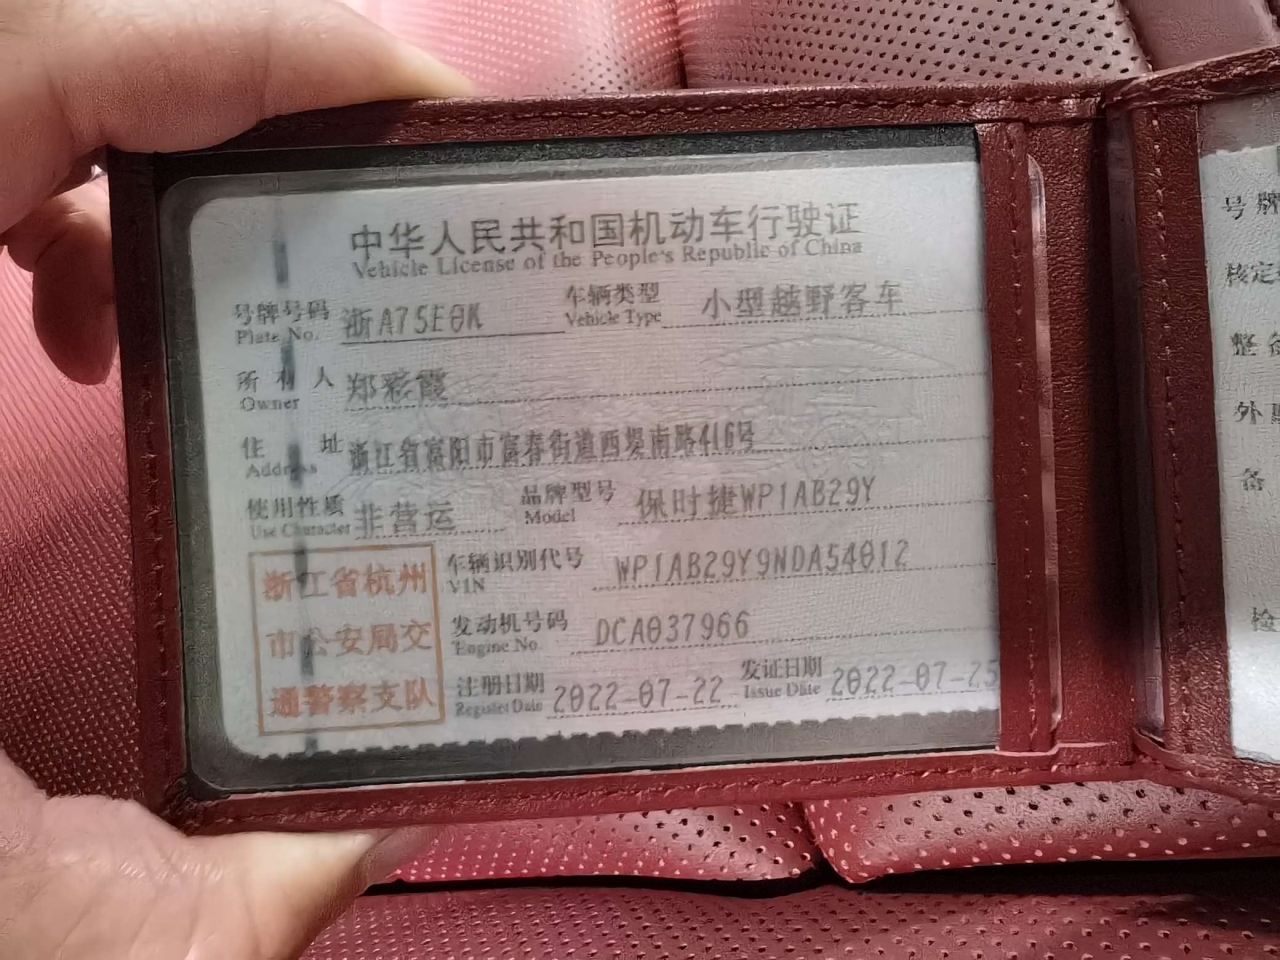 中华人民共和国机动车行驶证
Vehicle License of the People's Republic of China
号牌号码 浙A75E0K 车辆类型 小型越野客车
Plate No. Vehicle Type
所有人 郑彩霞
Owner
住址 浙江省富阳市富春街道西堤南路416号
Address
使用性质 非营运 品牌型号 保时捷WP1AB29Y
Use Character Model
浙江省杭州
市公安局交
通警察支队
车辆识别代号 WP1AB29Y9NDA54012
VIN
发动机号码 DCA037966
Engine No.
注册日期 2022-07-22 发证日期 2022-07-25
Register Date Issue Date
号牌
核定
整备
外
备
检